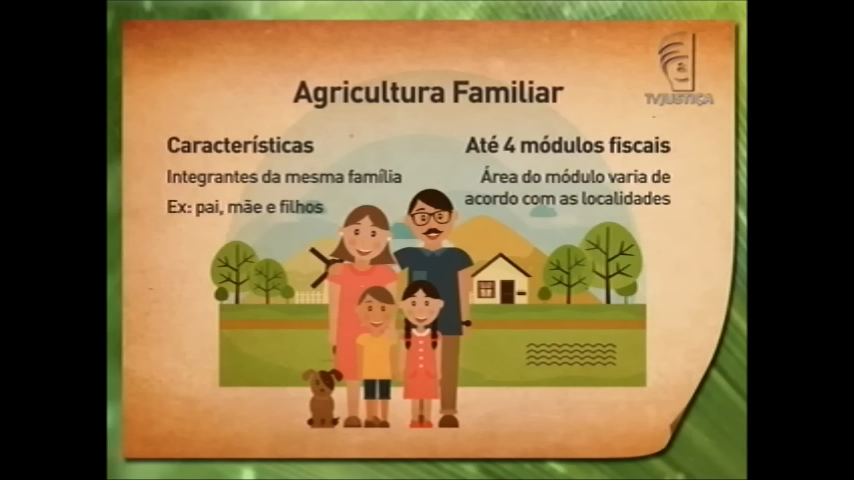 Agricultura Familiar
TVJUSTIÇA
Características
Integrantes da mesma família
Ex: pai, mãe e filhos
Até 4 módulos fiscais
Área do módulo varia de
acordo com as localidades